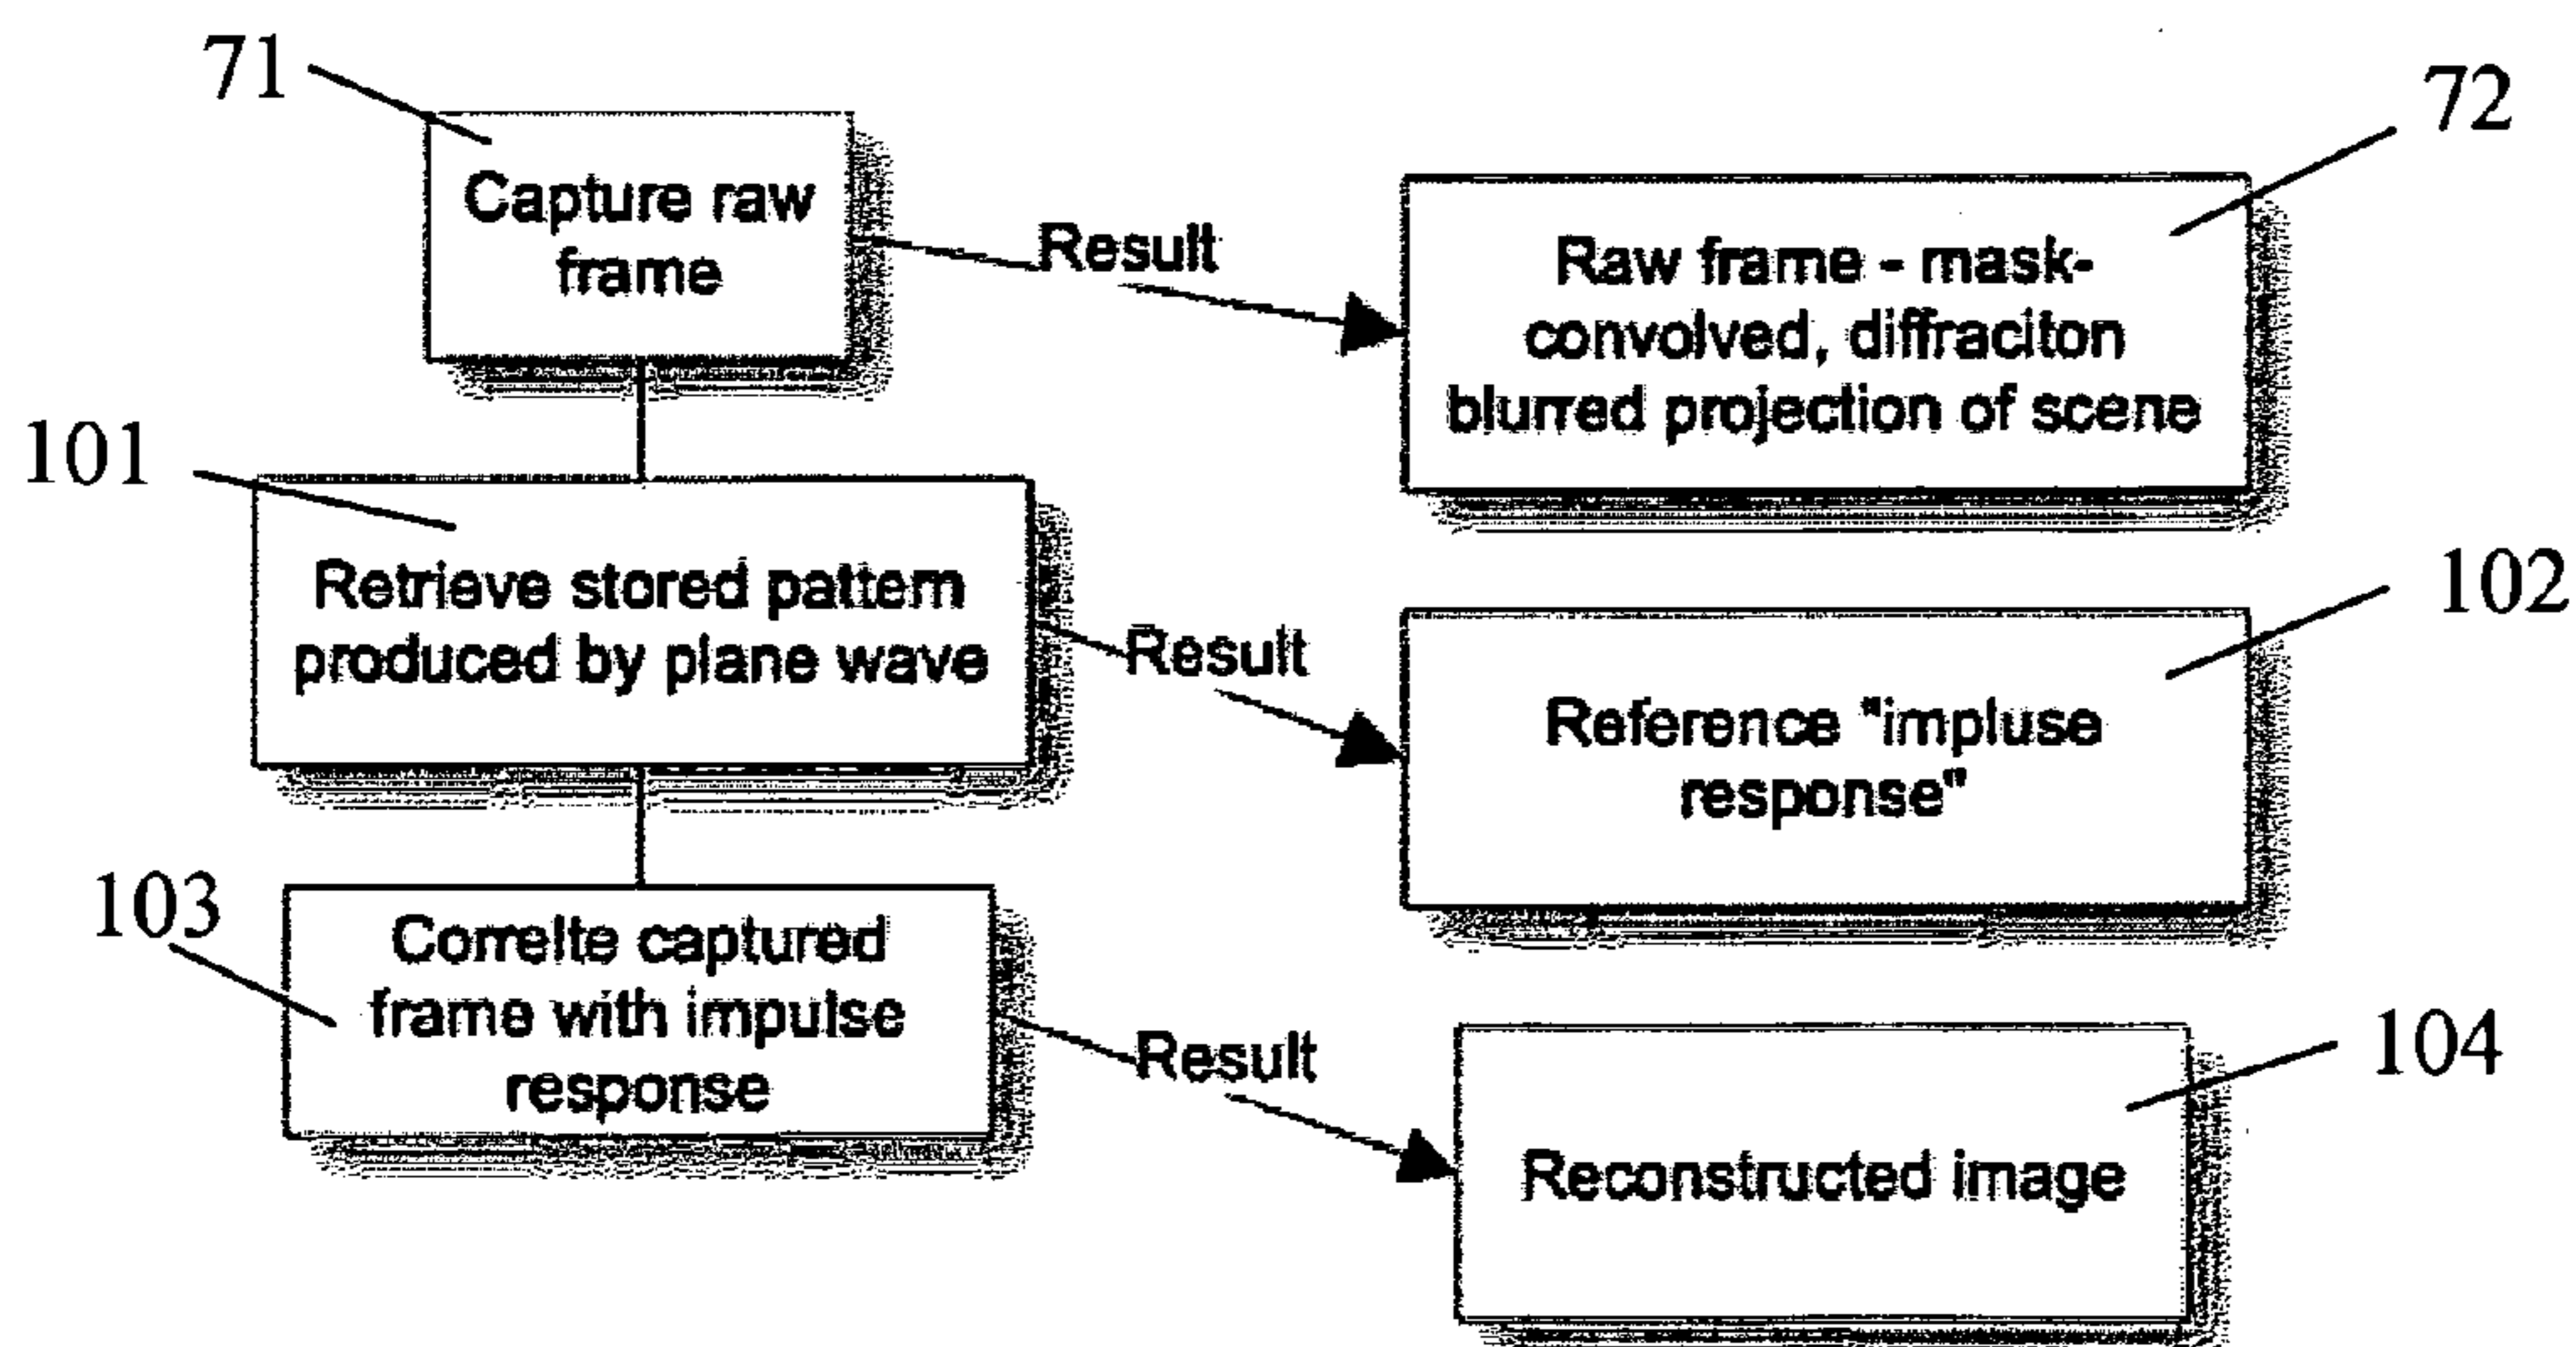 71
Capture raw
frame
Result
72
Raw frame - mask-
convolved, diffraciton
blurred projection of scene
101
Retrieve stored pattern
produced by plane wave
Result
102
Reference "impluse
response"
103
Correlte captured
frame with impulse
response
Result
104
Reconstructed image